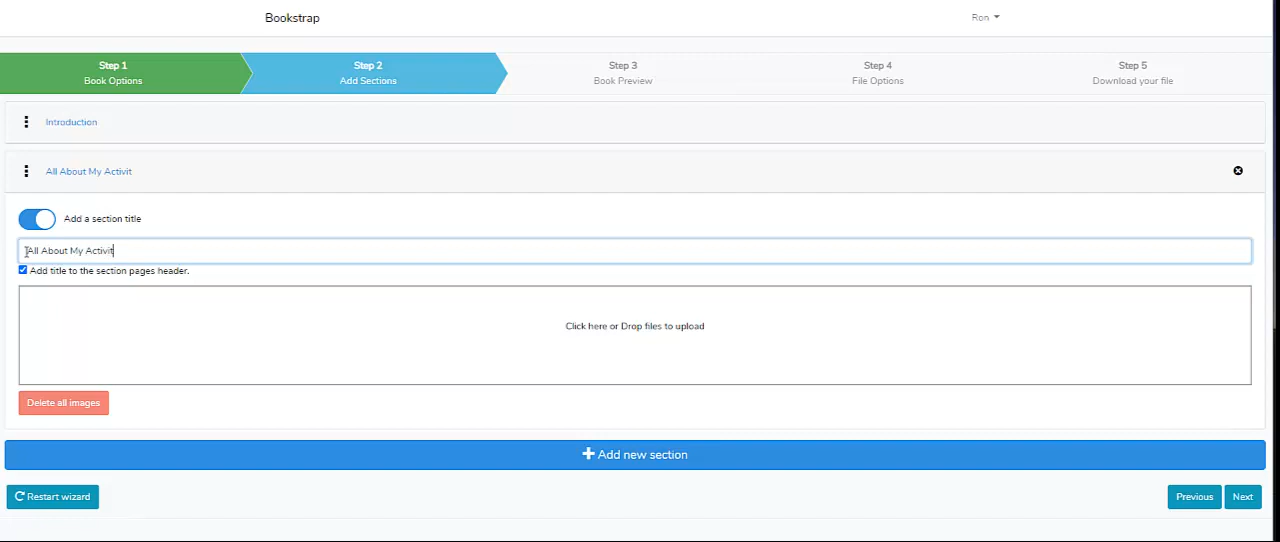 Bookstrap
Ron
Step 1
Book Options
Step 2
Add Sections
Step 3
Book Preview
Step 4
File Options
Step 5
Download your file
Introduction
All About My Activit
Add a section title
All About My Activit
Add title to the section pages header.
Click here or Drop files to upload
Delete all images
Add new section
Restart wizard
Previous
Next